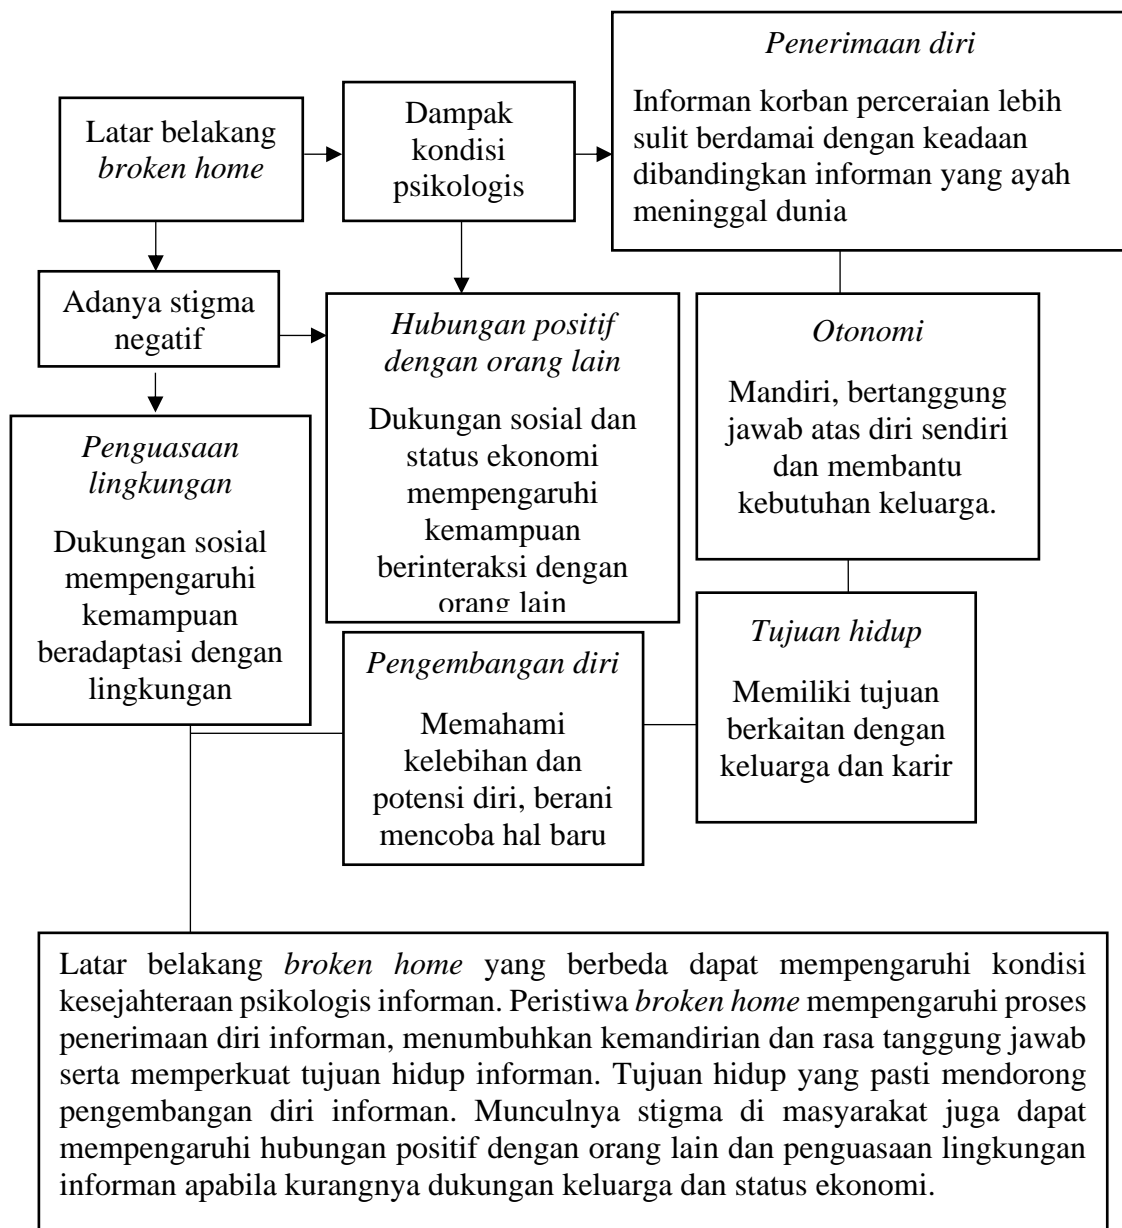 Latar belakang
broken home
Dampak
kondisi
psikologis
Penerimaan diri
Informan korban perceraian lebih
sulit berdamai dengan keadaan
dibandingkan informan yang ayah
meninggal dunia
Adanya stigma
negatif
Hubungan positif
dengan orang lain
Dukungan sosial dan
status ekonomi
mempengaruhi
kemampuan
berinteraksi dengan
orang lain
Otonomi
Mandiri, bertanggung
jawab atas diri sendiri
dan membantu
kebutuhan keluarga.
Penguasaan
lingkungan
Dukungan sosial
mempengaruhi
kemampuan
beradaptasi dengan
lingkungan
Pengembangan diri
Memahami
kelebihan dan
potensi diri, berani
mencoba hal baru
Tujuan hidup
Memiliki tujuan
berkaitan dengan
keluarga dan karir
Latar belakang broken home yang berbeda dapat mempengaruhi kondisi
kesejahteraan psikologis informan. Peristiwa broken home mempengaruhi proses
penerimaan diri informan, menumbuhkan kemandirian dan rasa tanggung jawab
serta memperkuat tujuan hidup informan. Tujuan hidup yang pasti mendorong
pengembangan diri informan. Munculnya stigma di masyarakat juga dapat
mempengaruhi hubungan positif dengan orang lain dan penguasaan lingkungan
informan apabila kurangnya dukungan keluarga dan status ekonomi.